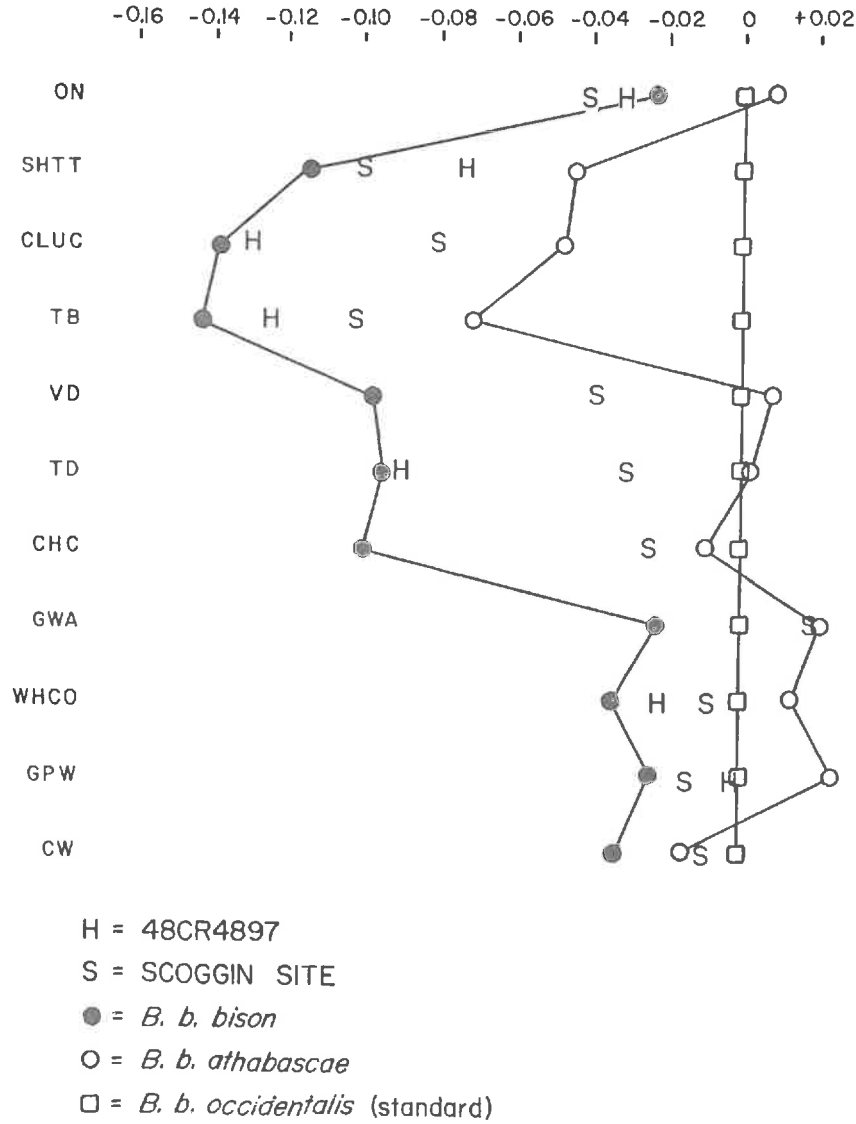 -0.16 -0.14 -0.12 -0.10 -0.08 -0.06 -0.04 -0.02 0 +0.02
ON S H
SHTT S H
CLUC H S
TB H S
VD S
TD H S
CHC S
GWA S
WHCO H S
GPW S H
CW S
H = 48CR4897
S = SCOGGIN SITE
= B. b. bison
= B. b. athabascae
= B. b. occidentalis (standard)